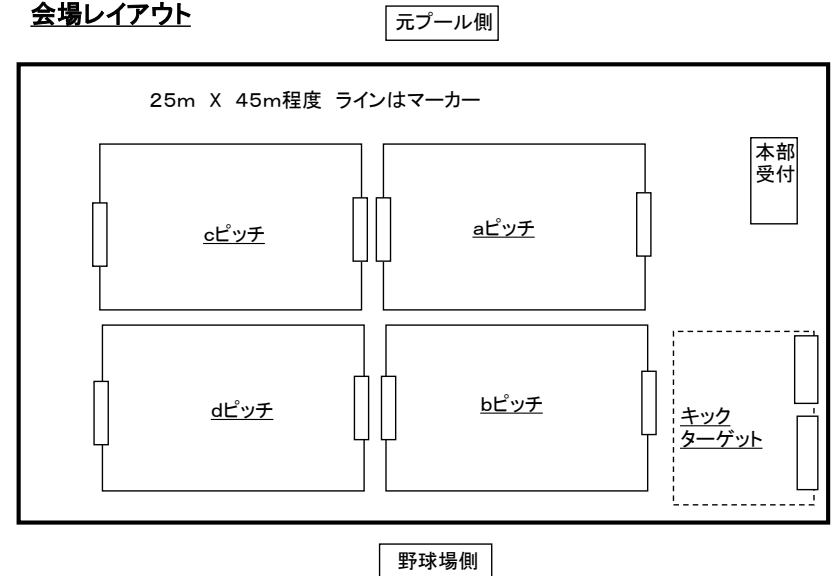 会場レイアウト
元プール側
25m X 45m程度 ラインはマーカー
本部
受付
cピッチ
aピッチ
dピッチ
bピッチ
キック
ターゲット
野球場側